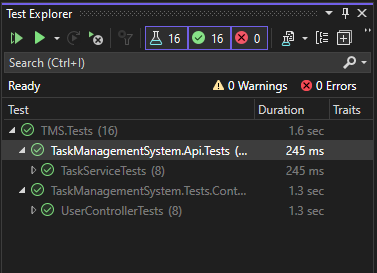 Test Explorer
16 16 0
Search (Ctrl+I)
Ready 0 Warnings 0 Errors
Test Duration Traits
TMS.Tests (16) 1.6 sec
TaskManagementSystem.Api.Tests (... 245 ms
TaskServiceTests (8) 245 ms
TaskManagementSystem.Tests.Cont... 1.3 sec
UserControllerTests (8) 1.3 sec